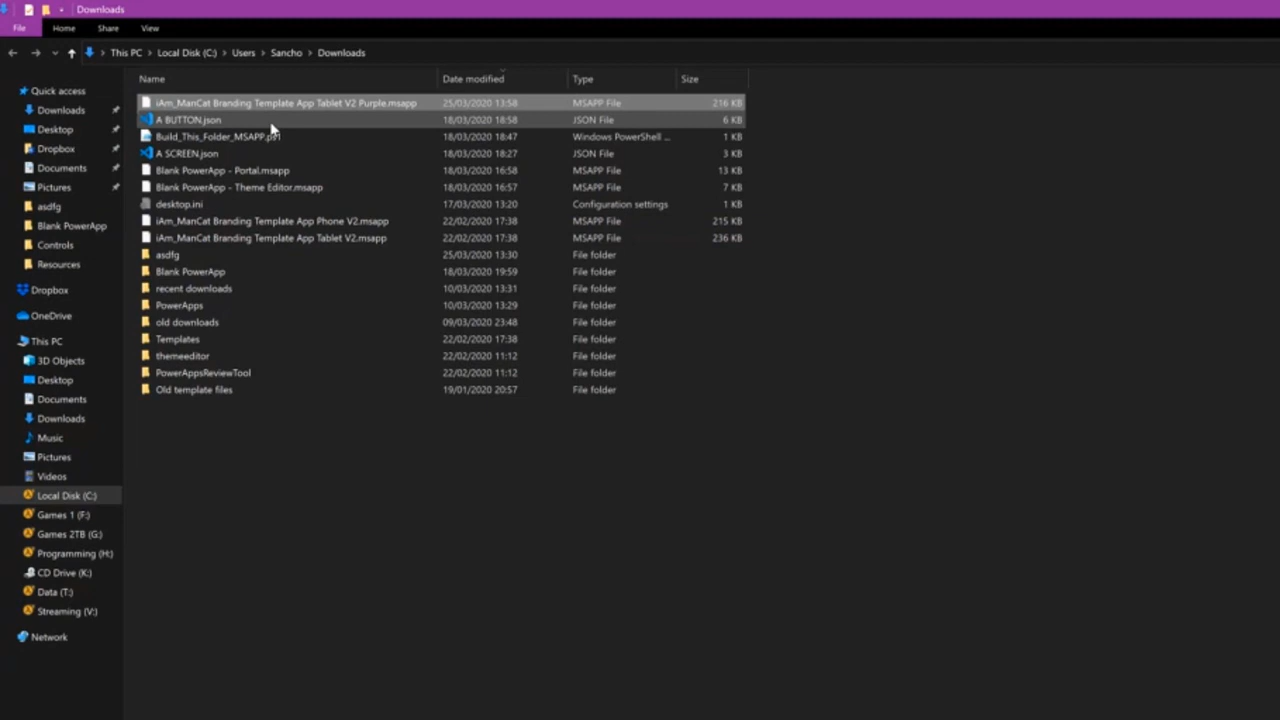 Downloads
File Home Share View
This PC Local Disk (C:) Users Sancho Downloads
Name Date modified Type Size
Quick access
Downloads
Desktop
Dropbox
Documents
Pictures
asdfg
Blank PowerApp
Controls
Resources
Dropbox
OneDrive
This PC
3D Objects
Desktop
Documents
Downloads
Music
Pictures
Videos
Local Disk (C:)
Games 1 (F:)
Games 2TB (G:)
Programming (H:)
CD Drive (K:)
Data (T:)
Streaming (V:)
Network
iAm_ManCat Branding Template App Tablet V2 Purple.msapp 25/03/2020 13:58 MSAPP File 216 KB
A BUTTON.json 18/03/2020 18:58 JSON File 6 KB
Build_This_Folder_MSAPP.ps1 18/03/2020 18:47 Windows PowerShell ... 1 KB
A SCREEN.json 18/03/2020 18:27 JSON File 3 KB
Blank PowerApp - Portal.msapp 18/03/2020 16:58 MSAPP File 13 KB
Blank PowerApp - Theme Editor.msapp 18/03/2020 16:57 MSAPP File 7 KB
desktop.ini 17/03/2020 13:20 Configuration settings 1 KB
iAm_ManCat Branding Template App Phone V2.msapp 22/02/2020 17:38 MSAPP File 215 KB
iAm_ManCat Branding Template App Tablet V2.msapp 22/02/2020 17:38 MSAPP File 236 KB
asdfg 25/03/2020 13:30 File folder
Blank PowerApp 18/03/2020 19:59 File folder
recent downloads 10/03/2020 13:31 File folder
PowerApps 10/03/2020 13:29 File folder
old downloads 09/03/2020 23:48 File folder
Templates 22/02/2020 17:38 File folder
themeeditor 22/02/2020 11:12 File folder
PowerAppsReviewTool 22/02/2020 11:12 File folder
Old template files 19/01/2020 20:57 File folder